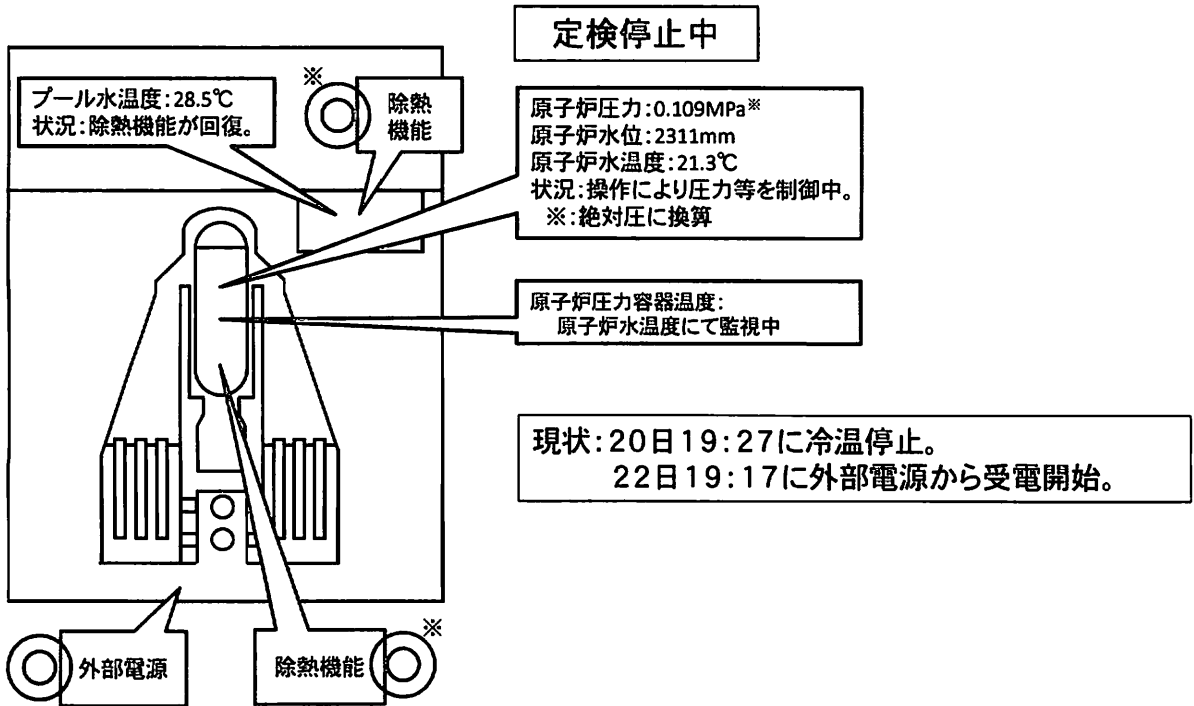 定検停止中
プール水温度:28.5℃
状況:除熱機能が回復。
※
除熱
機能
原子炉圧力:0.109MPa※
原子炉水位:2311mm
原子炉水温度:21.3℃
状況:操作により圧力等を制御中。
※:絶対圧に換算
原子炉圧力容器温度:
原子炉水温度にて監視中
現状:20日19:27に冷温停止。
22日19:17に外部電源から受電開始。
外部電源
除熱機能
※